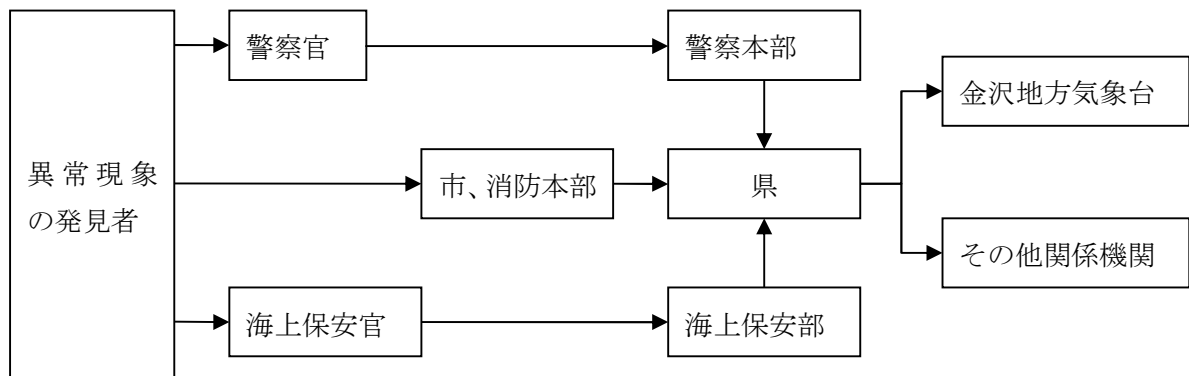 警察官
警察本部
金沢地方気象台
異常現象
の発見者
市、消防本部
県
その他関係機関
海上保安官
海上保安部